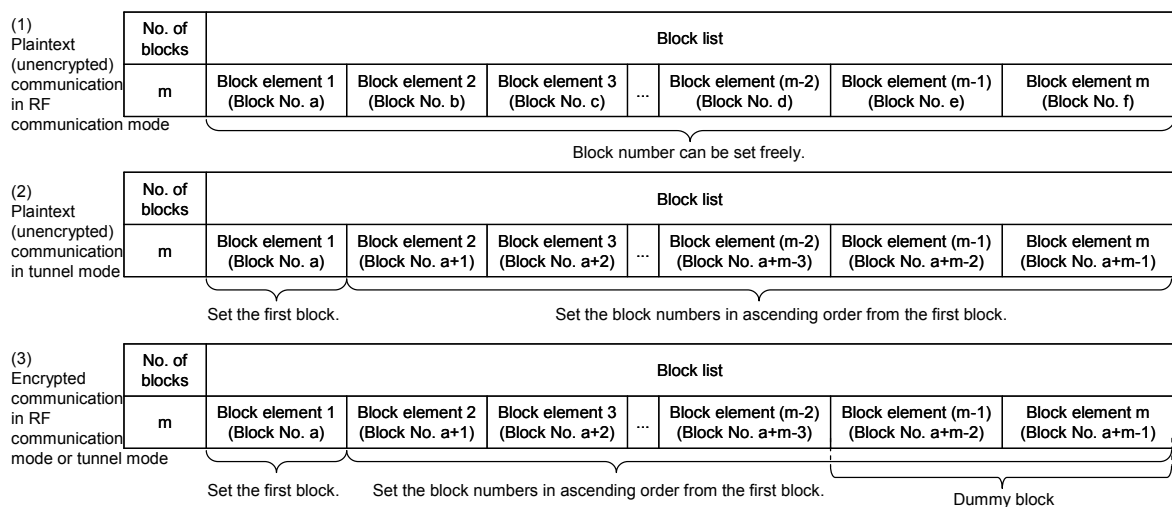 (1)
Plaintext
(unencrypted)
communication
in RF
communication mode
No. of
blocks
Block list
m
Block element 1
(Block No. a)
Block element 2
(Block No. b)
Block element 3
(Block No. c)
...
Block element (m-2)
(Block No. d)
Block element (m-1)
(Block No. e)
Block element m
(Block No. f)
Block number can be set freely.
(2)
Plaintext
(unencrypted)
communication
in tunnel mode
No. of
blocks
Block list
m
Block element 1
(Block No. a)
Block element 2
(Block No. a+1)
Block element 3
(Block No. a+2)
...
Block element (m-2)
(Block No. a+m-3)
Block element (m-1)
(Block No. a+m-2)
Block element m
(Block No. a+m-1)
Set the first block.
Set the block numbers in ascending order from the first block.
(3)
Encrypted
communication
in RF
communication
mode or tunnel mode
No. of
blocks
Block list
m
Block element 1
(Block No. a)
Block element 2
(Block No. a+1)
Block element 3
(Block No. a+2)
...
Block element (m-2)
(Block No. a+m-3)
Block element (m-1)
(Block No. a+m-2)
Block element m
(Block No. a+m-1)
Set the first block.
Set the block numbers in ascending order from the first block.
Dummy block